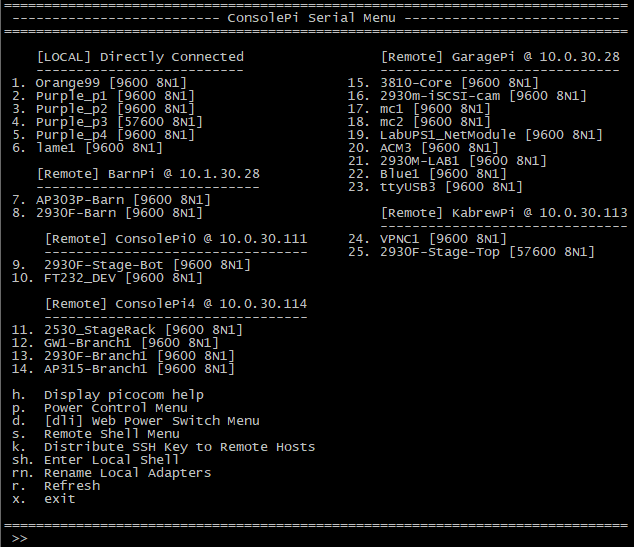 ================================================================================
-------------------------- ConsolePi Serial Menu ---------------------------
================================================================================
[LOCAL] Directly Connected
--------------------------
1. Orange99 [9600 8N1]
2. Purple_p1 [9600 8N1]
3. Purple_p2 [9600 8N1]
4. Purple_p3 [57600 8N1]
5. Purple_p4 [9600 8N1]
6. lame1 [9600 8N1]
[Remote] BarnPi @ 10.1.30.28
----------------------------
7. AP303P-Barn [9600 8N1]
8. 2930F-Barn [9600 8N1]
[Remote] ConsolePi0 @ 10.0.30.111
---------------------------------
9. 2930F-Stage-Bot [9600 8N1]
10. FT232_DEV [9600 8N1]
[Remote] ConsolePi4 @ 10.0.30.114
---------------------------------
11. 2530_StageRack [9600 8N1]
12. GW1-Branch1 [9600 8N1]
13. 2930F-Branch1 [9600 8N1]
14. AP315-Branch1 [9600 8N1]
[Remote] GaragePi @ 10.0.30.28
------------------------------
15. 3810-Core [9600 8N1]
16. 2930m-iSCSI-cam [9600 8N1]
17. mc1 [9600 8N1]
18. mc2 [9600 8N1]
19. LabUPS1_NetModule [9600 8N1]
20. ACM3 [9600 8N1]
21. 2930M-LAB1 [9600 8N1]
22. Blue1 [9600 8N1]
23. ttyUSB3 [9600 8N1]
[Remote] KabrewPi @ 10.0.30.113
-------------------------------
24. VPNC1 [9600 8N1]
25. 2930F-Stage-Top [57600 8N1]
h. Display picocom help
p. Power Control Menu
d. [dli] Web Power Switch Menu
s. Remote Shell Menu
k. Distribute SSH Key to Remote Hosts
sh. Enter Local Shell
rn. Rename Local Adapters
r. Refresh
x. exit
================================================================================
>>